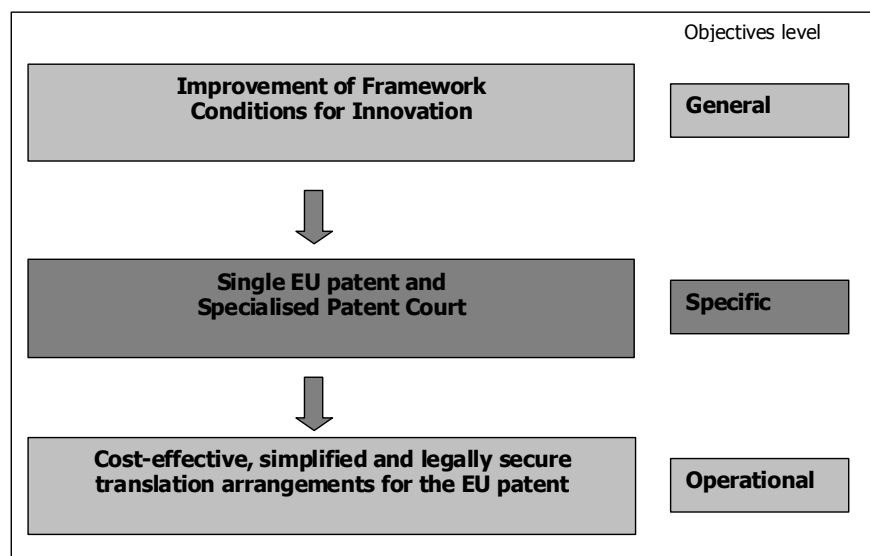 Objectives level
Improvement of Framework
Conditions for Innovation
General
Single EU patent and
Specialised Patent Court
Specific
Cost-effective, simplified and legally secure
translation arrangements for the EU patent
Operational